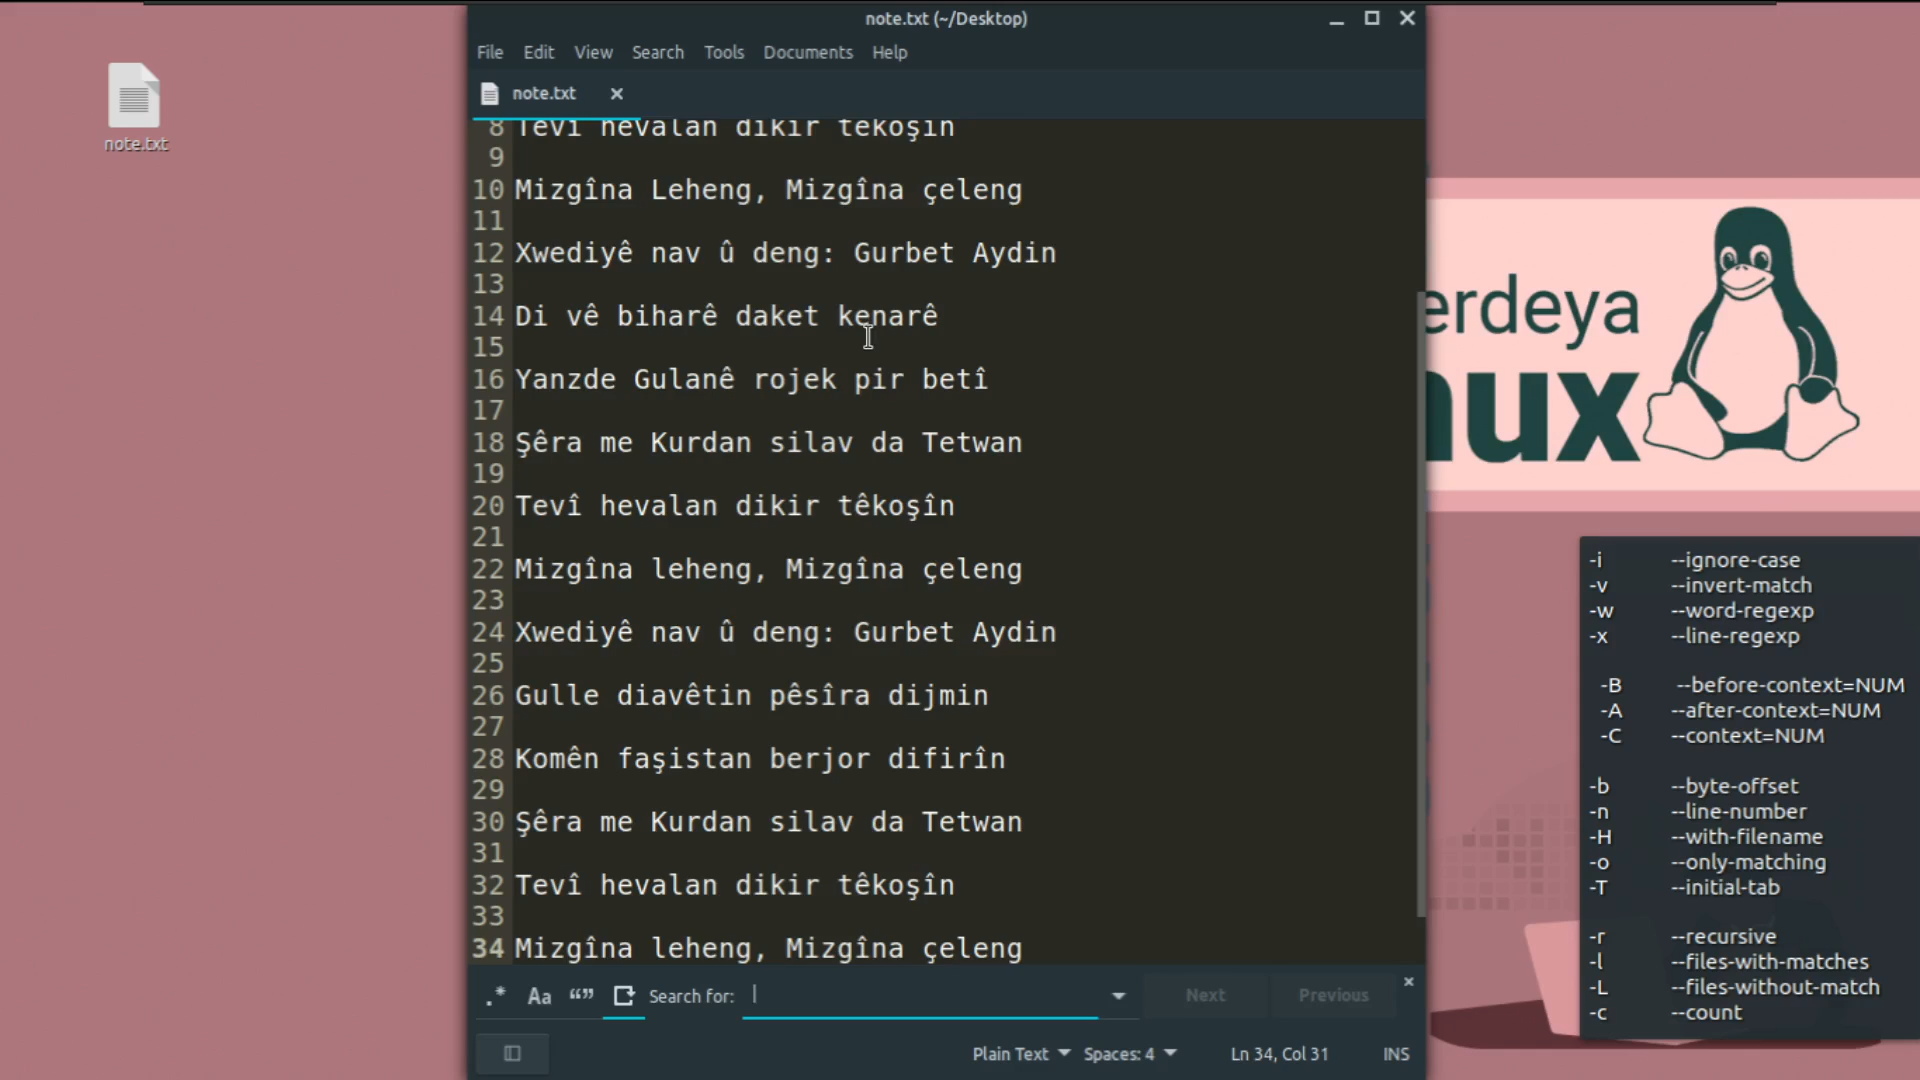 note.txt (~/Desktop)
File Edit View Search Tools Documents Help
note.txt
note.txt
8 Tevî hevalan dikir têkoşîn
9
10 Mizgîna Leheng, Mizgîna çeleng
11
12 Xwediyê nav û deng: Gurbet Aydin
13
14 Di vê biharê daket kenarê
15
16 Yanzde Gulanê rojek pir betî
17
18 Şêra me Kurdan silav da Tetwan
19
20 Tevî hevalan dikir têkoşîn
21
22 Mizgîna leheng, Mizgîna çeleng
23
24 Xwediyê nav û deng: Gurbet Aydin
25
26 Gulle diavêtin pêsîra dijmin
27
28 Komên faşistan berjor difirîn
29
30 Şêra me Kurdan silav da Tetwan
31
32 Tevî hevalan dikir têkoşîn
33
34 Mizgîna leheng, Mizgîna çeleng
.* Aa “” Search for: Next Previous
Plain Text Spaces: 4 Ln 34, Col 31 INS
erdeya
nux
-i --ignore-case
-v --invert-match
-w --word-regexp
-x --line-regexp
-B --before-context=NUM
-A --after-context=NUM
-C --context=NUM
-b --byte-offset
-n --line-number
-H --with-filename
-o --only-matching
-T --initial-tab
-r --recursive
-l --files-with-matches
-L --files-without-match
-c --count